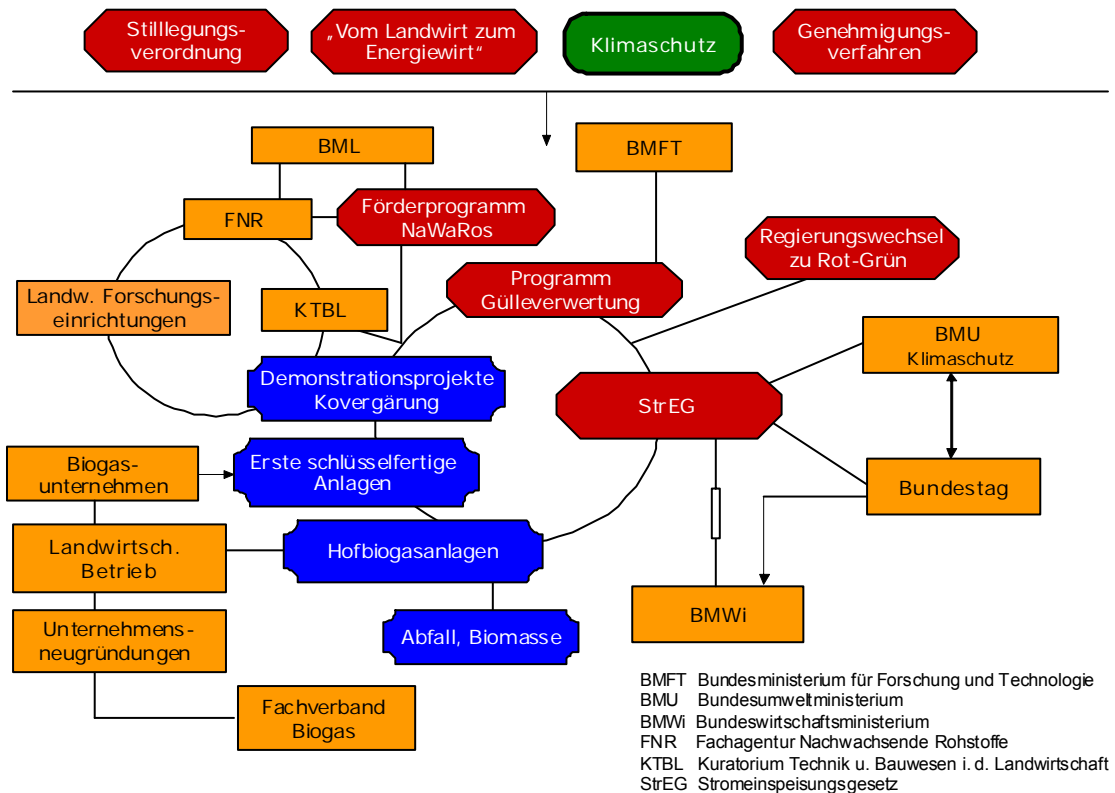 Stilllegungs-
verordnung
„Vom Landwirt zum
Energiewirt“
Klimaschutz
Genehmigungs-
verfahren
BML
BMFT
FNR
Förderprogramm
NaWaRos
Regierungswechsel
zu Rot-Grün
Programm
Gülleverwertung
Landw. Forschungs-
einrichtungen
KTBL
BMU
Klimaschutz
Demonstrationsprojekte
Kovergärung
StrEG
Biogas-
unternehmen
Erste schlüsselfertige
Anlagen
Bundestag
Landwirtsch.
Betrieb
Hofbiogasanlagen
BMWi
Unternehmens-
neugründungen
Abfall, Biomasse
Fachverband
Biogas
BMFT Bundesministerium für Forschung und Technologie
BMU Bundesumweltministerium
BMWi Bundeswirtschaftsministerium
FNR Fachagentur Nachwachsende Rohstoffe
KTBL Kuratorium Technik u. Bauwesen i. d. Landwirtschaft
StrEG Stromeinspeisungsgesetz